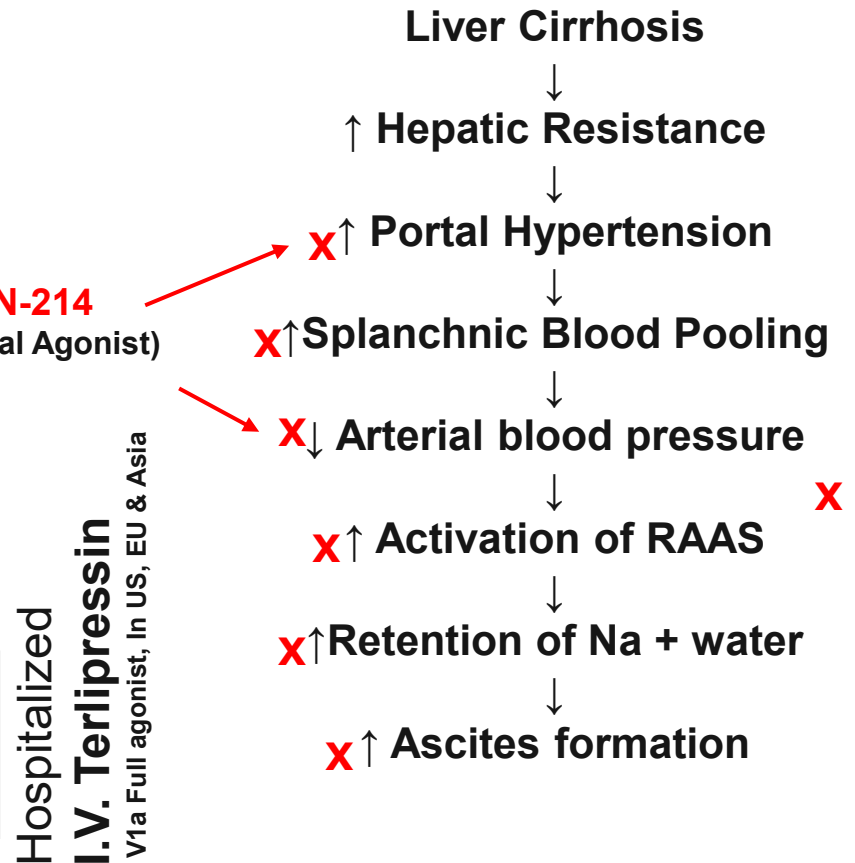 Liver Cirrhosis
↓
↑ Hepatic Resistance
↓
x↑ Portal Hypertension
↓
N-214
al Agonist)
x↑Splanchnic Blood Pooling
↓
x↓ Arterial blood pressure
↓
x
x↑ Activation of RAAS
↓
x↑Retention of Na + water
↓
x↑ Ascites formation
Hospitalized
I.V. Terlipressin
V1a Full agonist, In US, EU & Asia